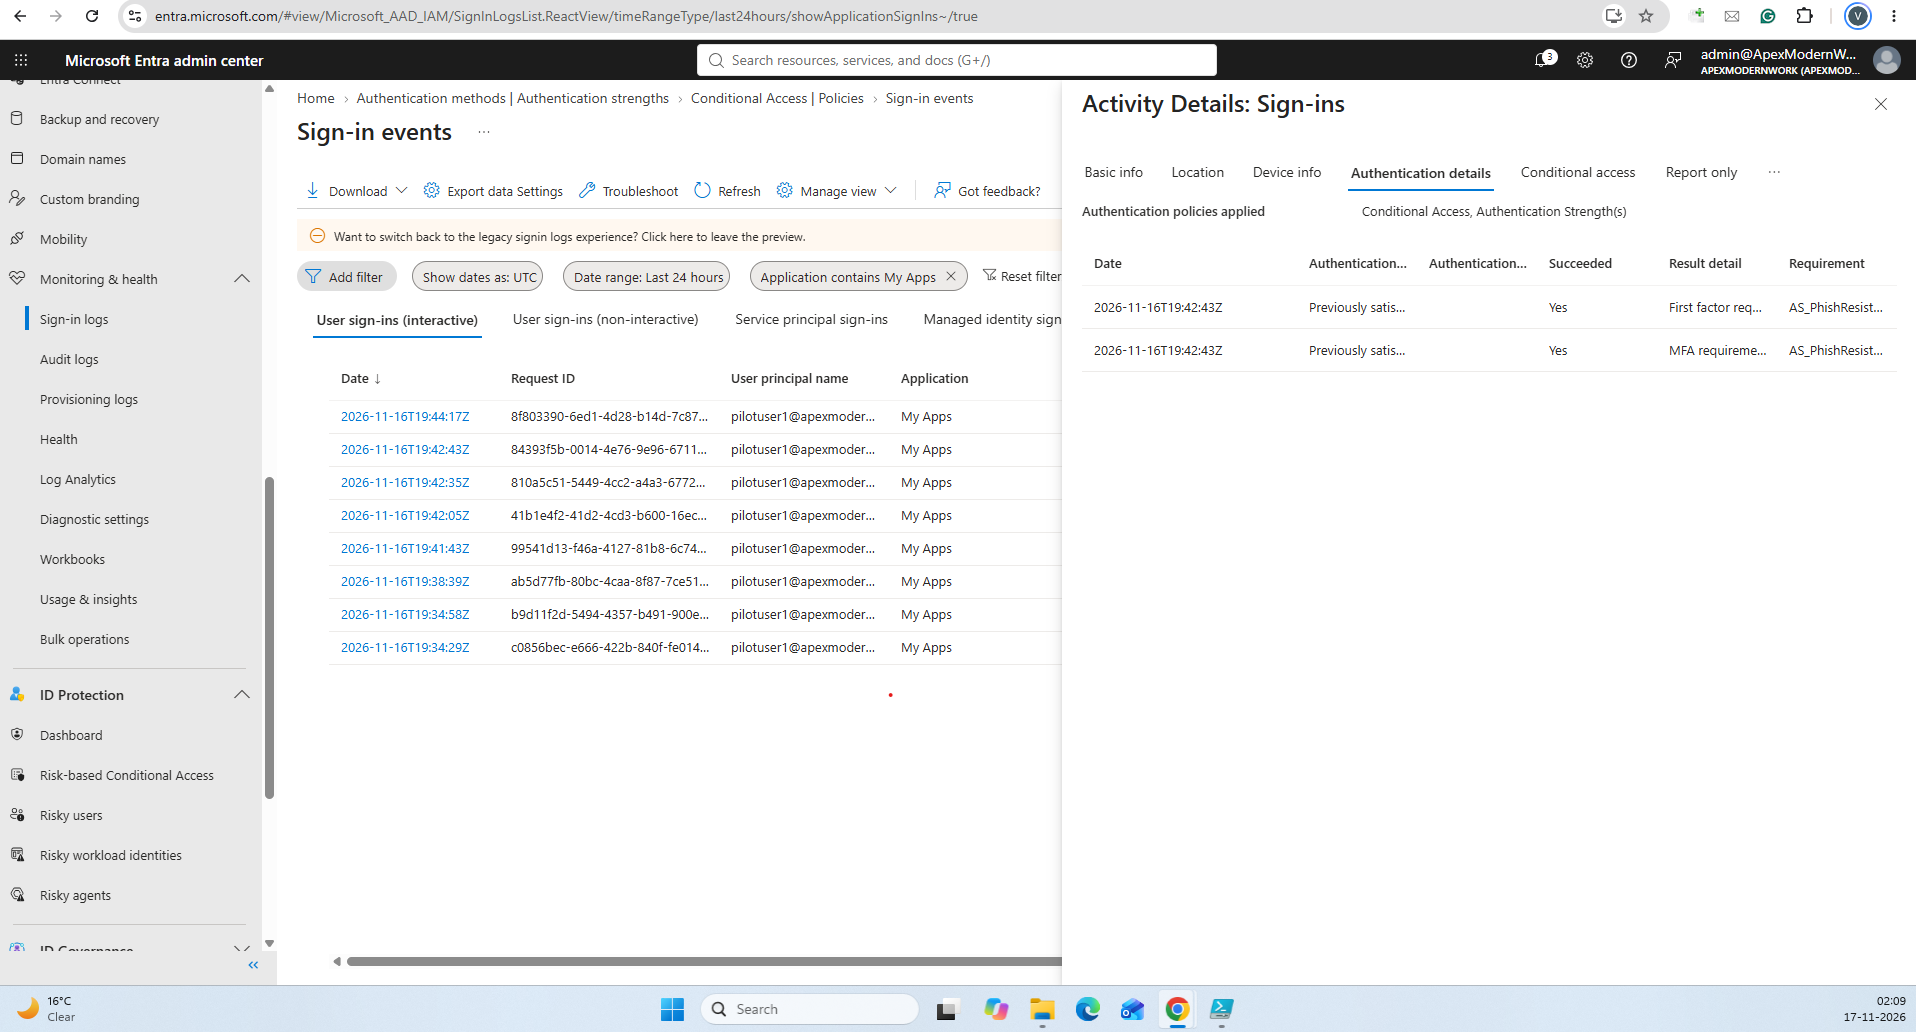 entra.microsoft.com/#view/Microsoft_AAD_IAM/SignInLogsList.ReactView/timeRangeType/last24hours/showApplicationSignIns~/true
V
Microsoft Entra admin center
Search resources, services, and docs (G+/)
3
admin@ApexModernW...
APEXMODERNWORK (APEXMOD...
Entra Connect
Backup and recovery
Domain names
Custom branding
Mobility
Monitoring & health
Sign-in logs
Audit logs
Provisioning logs
Health
Log Analytics
Diagnostic settings
Workbooks
Usage & insights
Bulk operations
ID Protection
Dashboard
Risk-based Conditional Access
Risky users
Risky workload identities
Risky agents
ID Governance
Home > Authentication methods | Authentication strengths > Conditional Access | Policies > Sign-in events
Sign-in events ...
Download Export data Settings Troubleshoot Refresh Manage view Got feedback?
Want to switch back to the legacy signin logs experience? Click here to leave the preview.
Add filter Show dates as: UTC Date range: Last 24 hours Application contains My Apps Reset filter
User sign-ins (interactive) User sign-ins (non-interactive) Service principal sign-ins Managed identity sign
Date ↓ Request ID User principal name Application
2026-11-16T19:44:17Z 8f803390-6ed1-4d28-b14d-7c87... pilotuser1@apexmoder... My Apps
2026-11-16T19:42:43Z 84393f5b-0014-4e76-9e96-6711... pilotuser1@apexmoder... My Apps
2026-11-16T19:42:35Z 810a5c51-5449-4cc2-a4a3-6772... pilotuser1@apexmoder... My Apps
2026-11-16T19:42:05Z 41b1e4f2-41d2-4cd3-b600-16ec... pilotuser1@apexmoder... My Apps
2026-11-16T19:41:43Z 99541d13-f46a-4127-81b8-6c74... pilotuser1@apexmoder... My Apps
2026-11-16T19:38:39Z ab5d77fb-80bc-4caa-8f87-7ce51... pilotuser1@apexmoder... My Apps
2026-11-16T19:34:58Z b9d11f2d-5494-4357-b491-900e... pilotuser1@apexmoder... My Apps
2026-11-16T19:34:29Z c0856bec-e666-422b-840f-fe014... pilotuser1@apexmoder... My Apps
Activity Details: Sign-ins
Basic info Location Device info Authentication details Conditional access Report only ...
Authentication policies applied Conditional Access, Authentication Strength(s)
Date Authentication... Authentication... Succeeded Result detail Requirement
2026-11-16T19:42:43Z Previously satis... Yes First factor req... AS_PhishResist...
2026-11-16T19:42:43Z Previously satis... Yes MFA requireme... AS_PhishResist...
16°C
Clear
Search
02:09
17-11-2026